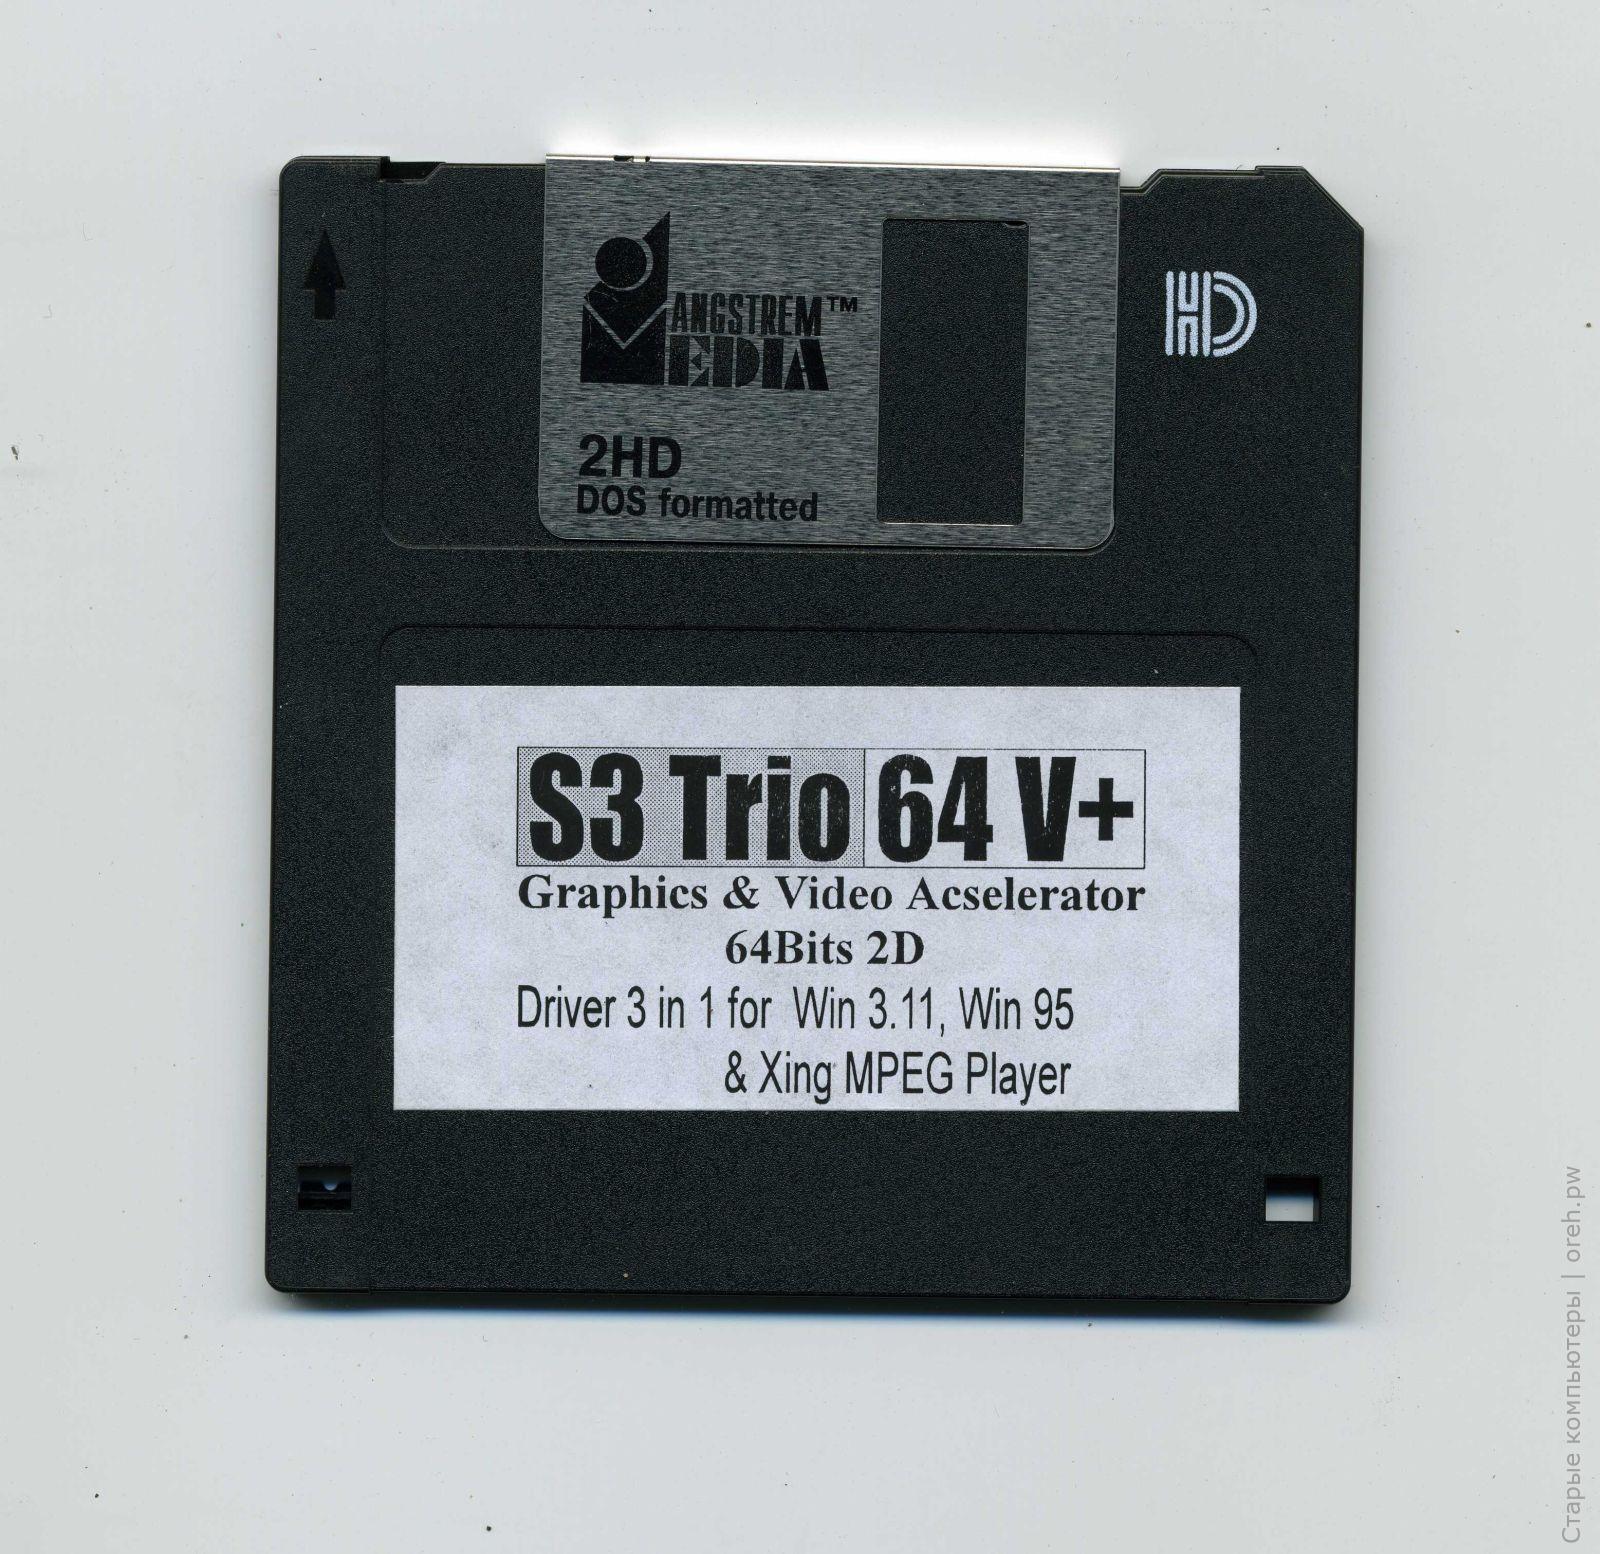 ANGSTREM™
MEDIA
2HD
DOS formatted
HD
S3 Trio 64 V+
Graphics & Video Acselerator
64Bits 2D
Driver 3 in 1 for Win 3.11, Win 95
& Xing MPEG Player
Старые компьютеры | oreh.pw